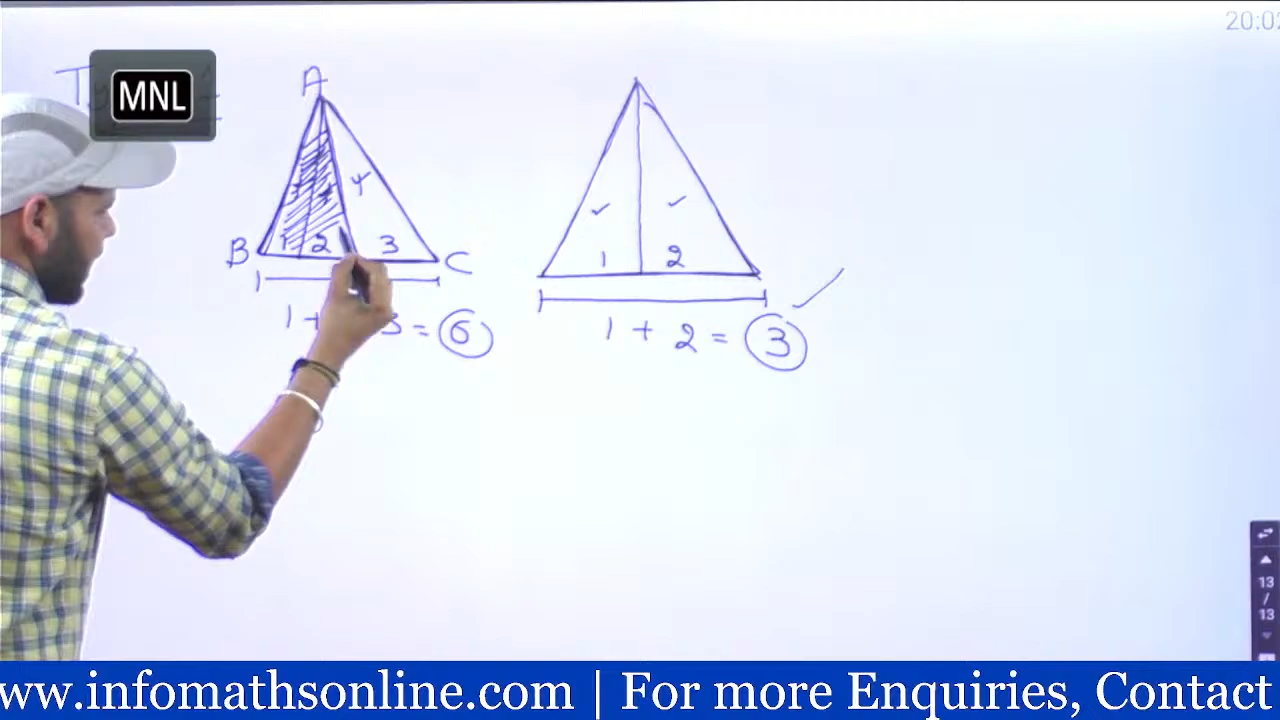 20:02
MNL
A
4
B 1 2 3 C
1 2
1 + 3 = 6
1 + 2 = 3
13
/
13
www.infomathsonline.com | For more Enquiries, Contact